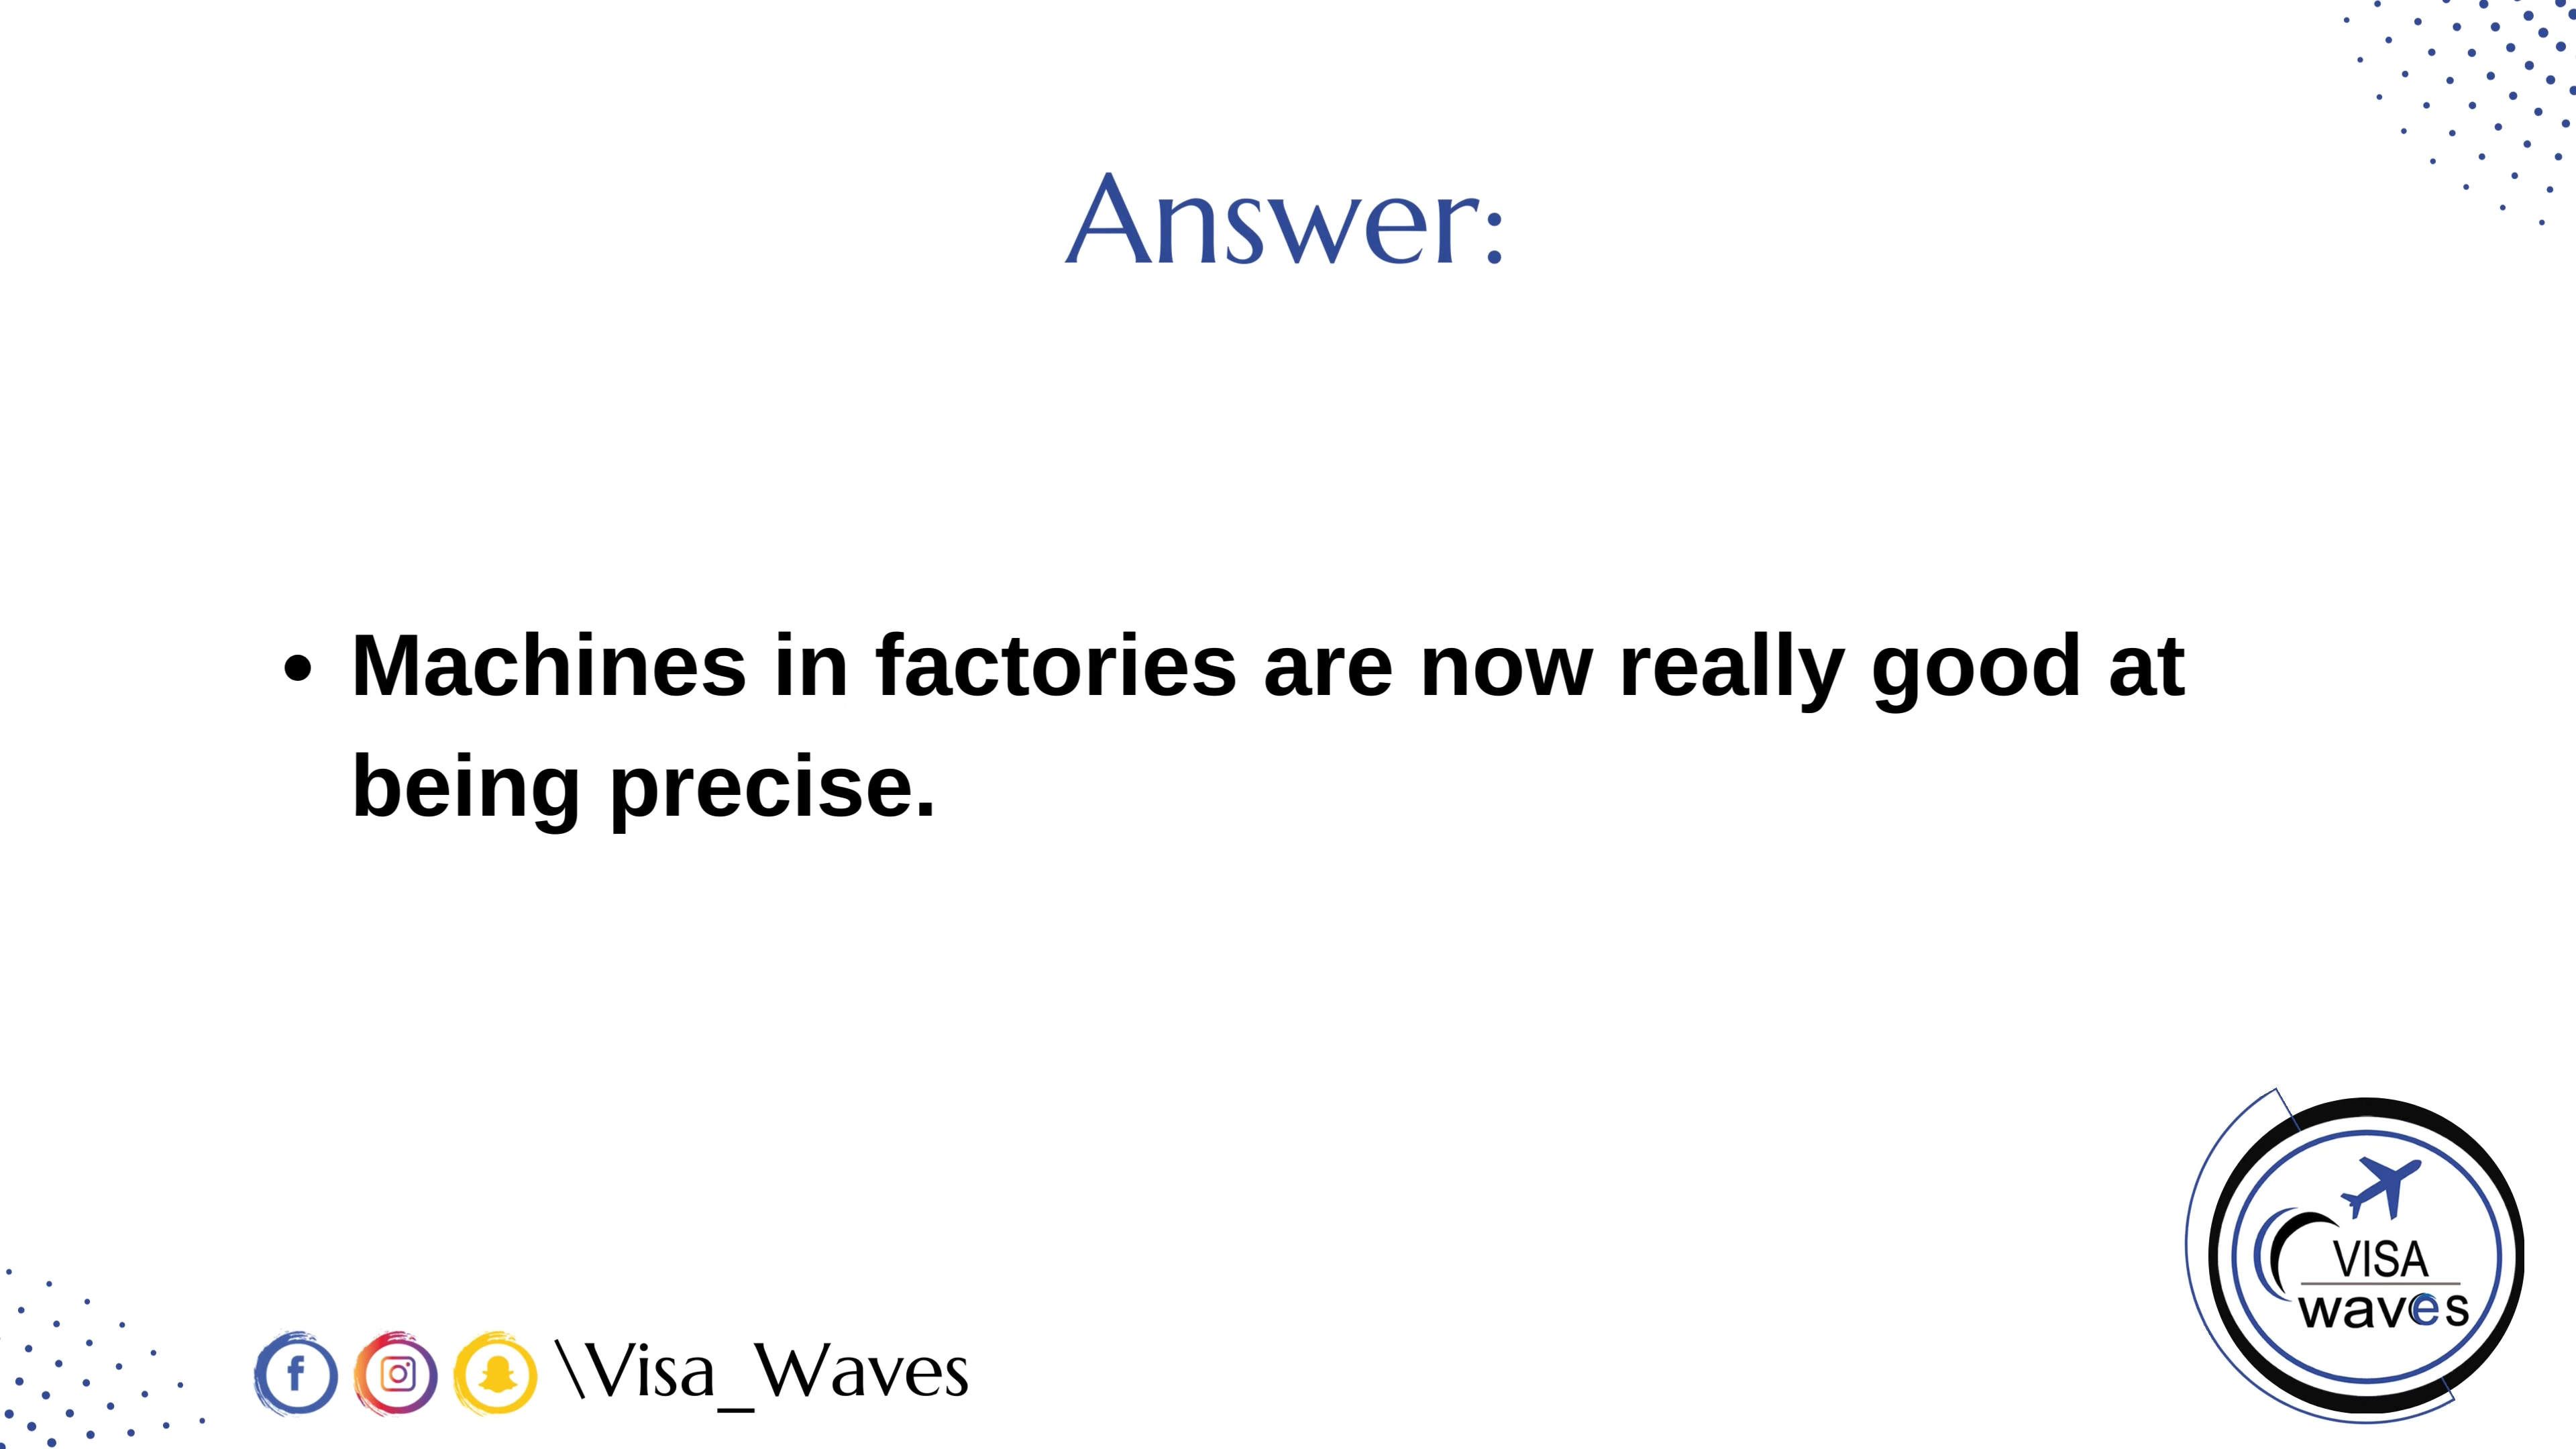 Answer:
• Machines in factories are now really good at
being precise.
VISA
waves
\Visa_Waves